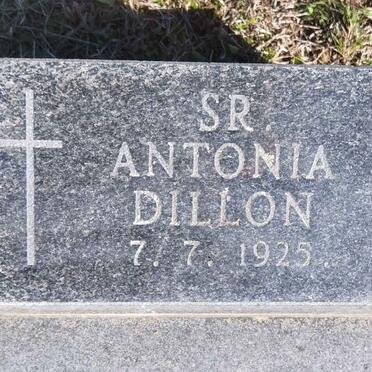 SR.
ANTONIA
DILLON
7. 7. 1925.